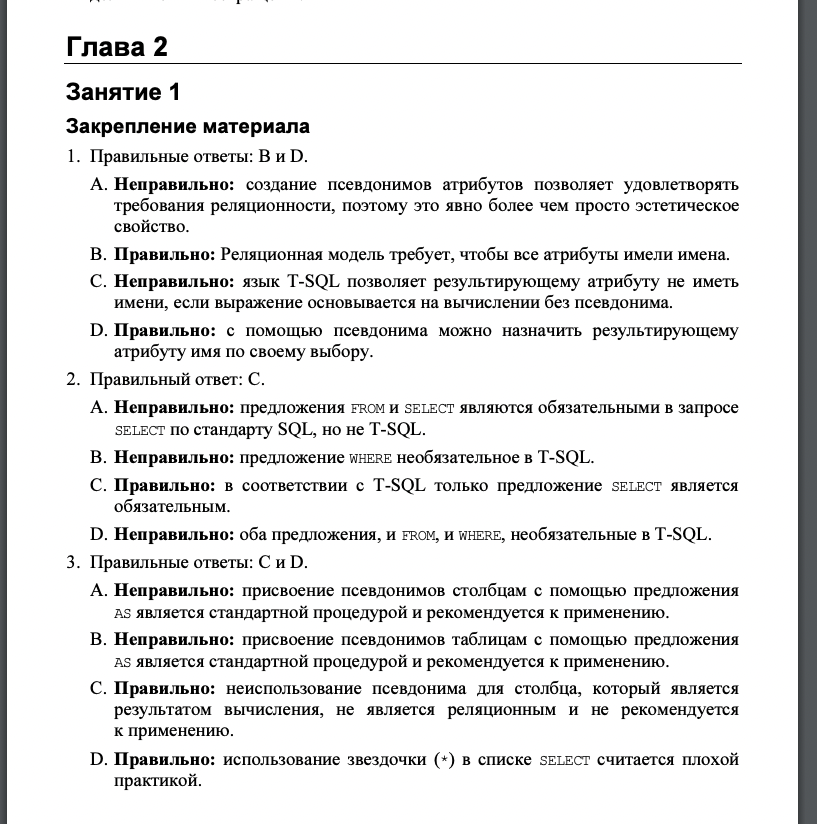 Глава 2
Занятие 1
Закрепление материала
1. Правильные ответы: B и D.
A. Неправильно: создание псевдонимов атрибутов позволяет удовлетворять
требования реляционности, поэтому это явно более чем просто эстетическое
свойство.
B. Правильно: Реляционная модель требует, чтобы все атрибуты имели имена.
C. Неправильно: язык T-SQL позволяет результирующему атрибуту не иметь
имени, если выражение основывается на вычислении без псевдонима.
D. Правильно: с помощью псевдонима можно назначить результирующему
атрибуту имя по своему выбору.
2. Правильный ответ: C.
A. Неправильно: предложения FROM и SELECT являются обязательными в запросе
SELECT по стандарту SQL, но не T-SQL.
B. Неправильно: предложение WHERE необязательное в T-SQL.
C. Правильно: в соответствии с T-SQL только предложение SELECT является
обязательным.
D. Неправильно: оба предложения, и FROM, и WHERE, необязательные в T-SQL.
3. Правильные ответы: C и D.
A. Неправильно: присвоение псевдонимов столбцам с помощью предложения
AS является стандартной процедурой и рекомендуется к применению.
B. Неправильно: присвоение псевдонимов таблицам с помощью предложения
AS является стандартной процедурой и рекомендуется к применению.
C. Правильно: неиспользование псевдонима для столбца, который является
результатом вычисления, не является реляционным и не рекомендуется
к применению.
D. Правильно: использование звездочки (*) в списке SELECT считается плохой
практикой.